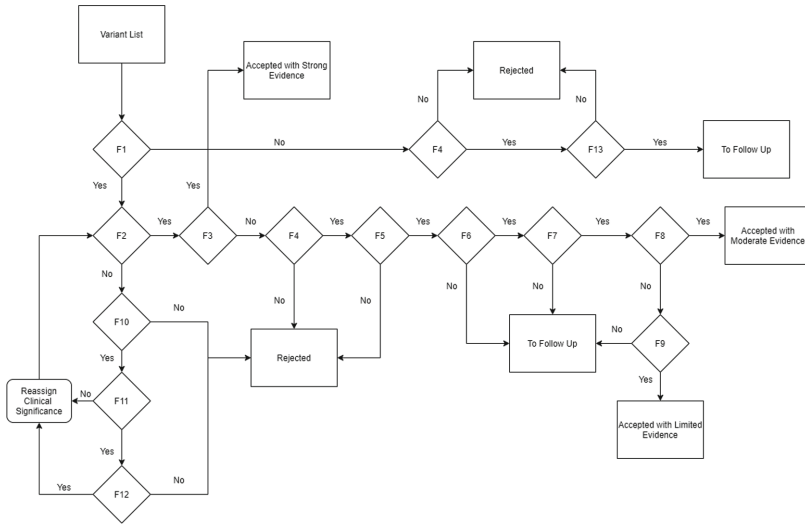 Variant List
Accepted with Strong
Evidence
Rejected
No
No
F1
No
F4
Yes
F13
Yes
To Follow Up
Yes
Yes
F2
Yes
F3
No
F4
Yes
F5
Yes
F6
Yes
F7
Yes
F8
Yes
Accepted with
Moderate Evidence
No
No
No
No
No
No
F10
No
Rejected
To Follow Up
No
F9
Yes
Yes
Reassign
Clinical
Significance
No
F11
Accepted with Limited
Evidence
Yes
Yes
F12
No